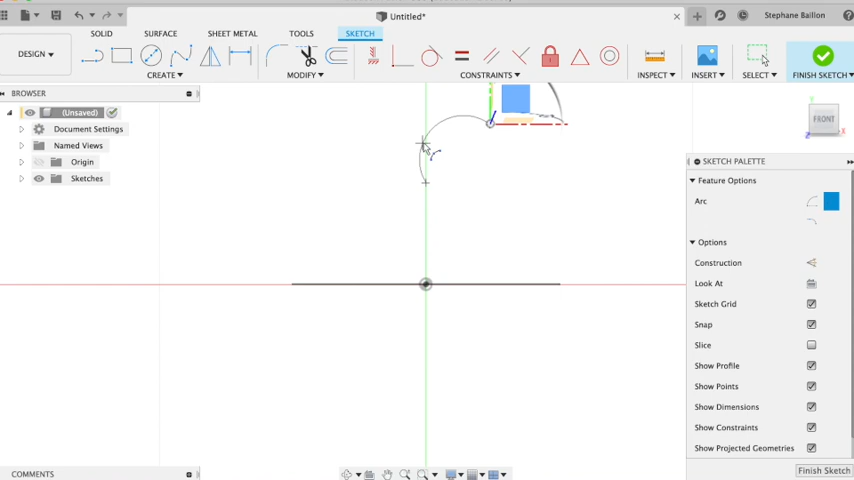 Untitled*
Stephane Baillon
DESIGN
SOLID SURFACE SHEET METAL TOOLS SKETCH
CREATE MODIFY CONSTRAINTS INSPECT INSERT SELECT FINISH SKETCH
BROWSER
(Unsaved)
Document Settings
Named Views
Origin
Sketches
FRONT
SKETCH PALETTE
Feature Options
Arc
Options
Construction
Look At
Sketch Grid
Snap
Slice
Show Profile
Show Points
Show Dimensions
Show Constraints
Show Projected Geometries
Finish Sketch
COMMENTS